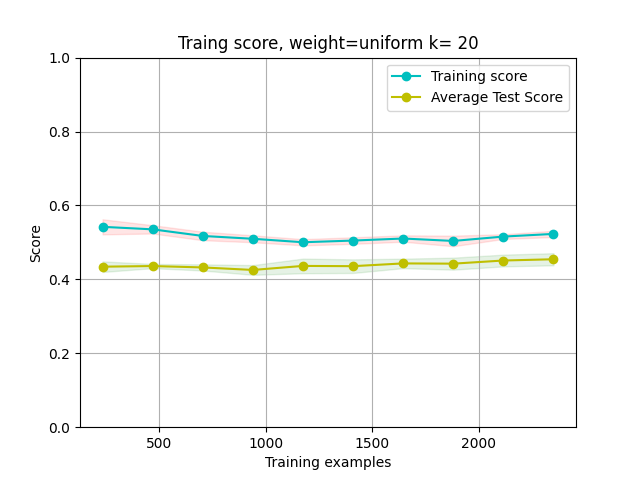 Traing score, weight=uniform k= 20
Training score
Average Test Score
Score
1.0
0.8
0.6
0.4
0.2
0.0
500
1000
1500
2000
Training examples